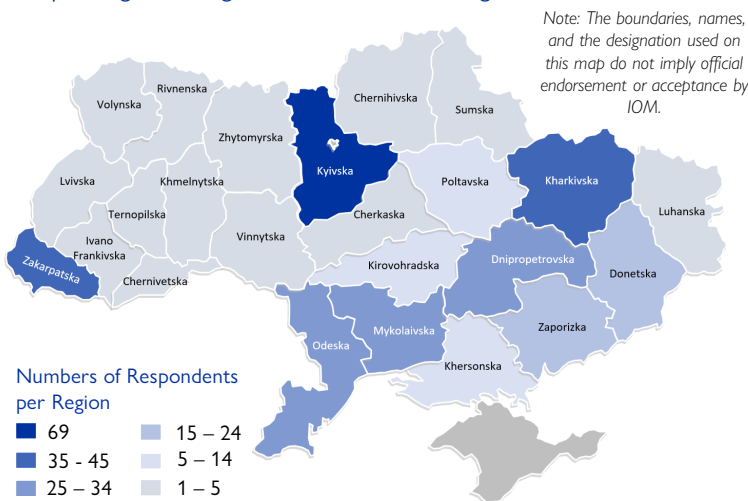 Note: The boundaries, names,
and the designation used on
this map do not imply official
endorsement or acceptance by
IOM.
Rivnenska
Volynska
Chernihivska
Sumska
Zhytomyrska
Kyivska
Lvivska
Khmelnytska
Poltavska
Kharkivska
Ternopilska
Cherkaska
Luhanska
Ivano
Frankivska
Vinnytska
Zakarpatska
Chernivetska
Kirovohradska
Dnipropetrovska
Donetska
Odeska
Mykolaivska
Zaporizka
Khersonska
Numbers of Respondents
per Region
69
35 - 45
25 – 34
15 – 24
5 – 14
1 – 5